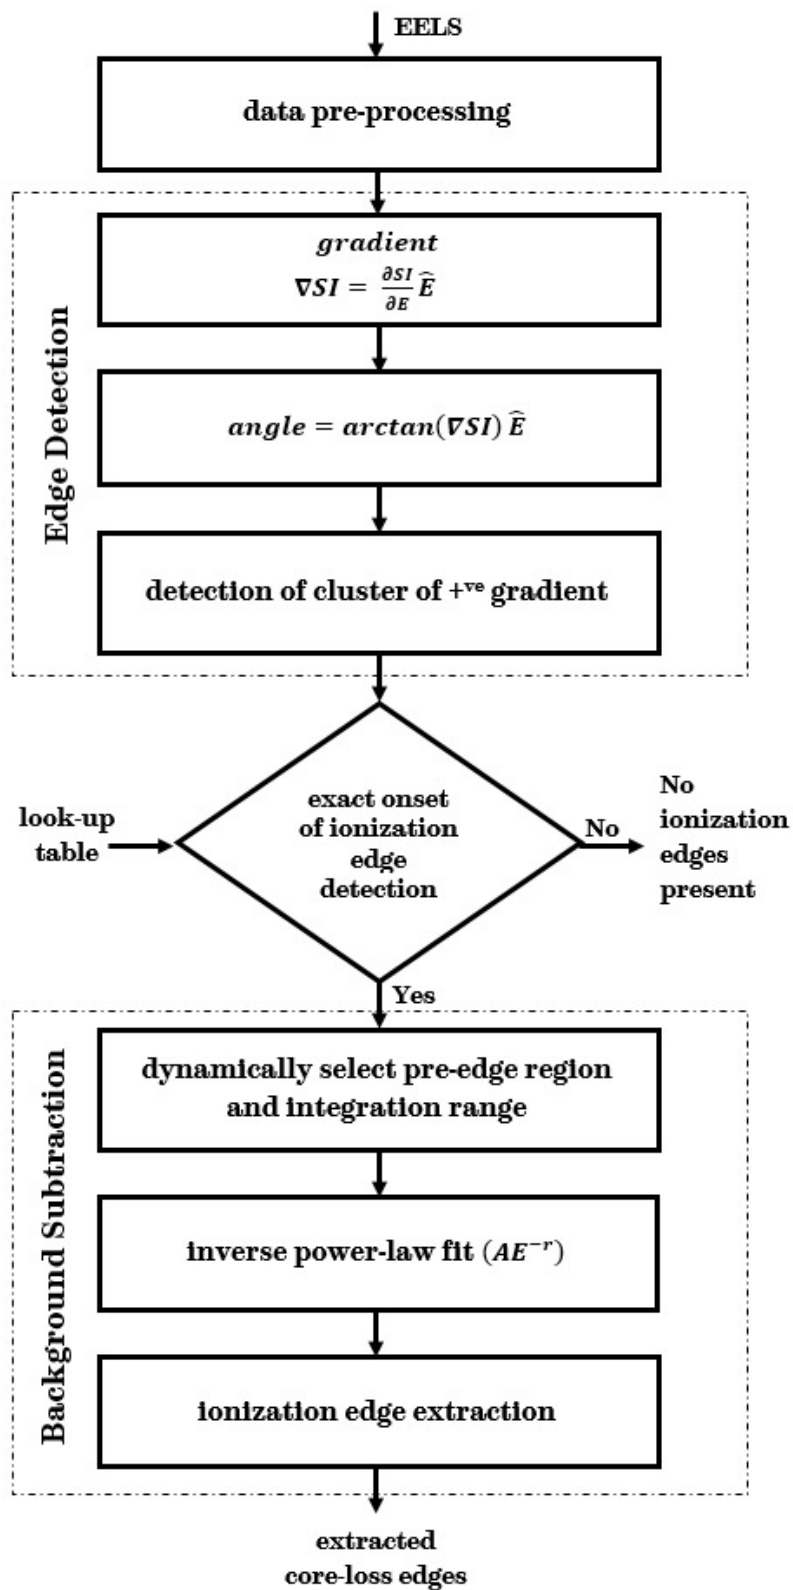 EELS
data pre-processing
Edge Detection
gradient
∇SI = ∂SI/∂E Ê
angle = arctan(∇SI) Ê
detection of cluster of +ᵛᵉ gradient
look-up
table
exact onset
of ionization
edge
detection
No
No
ionization
edges
present
Yes
Background Subtraction
dynamically select pre-edge region
and integration range
inverse power-law fit (AE⁻ʳ)
ionization edge extraction
extracted
core-loss edges